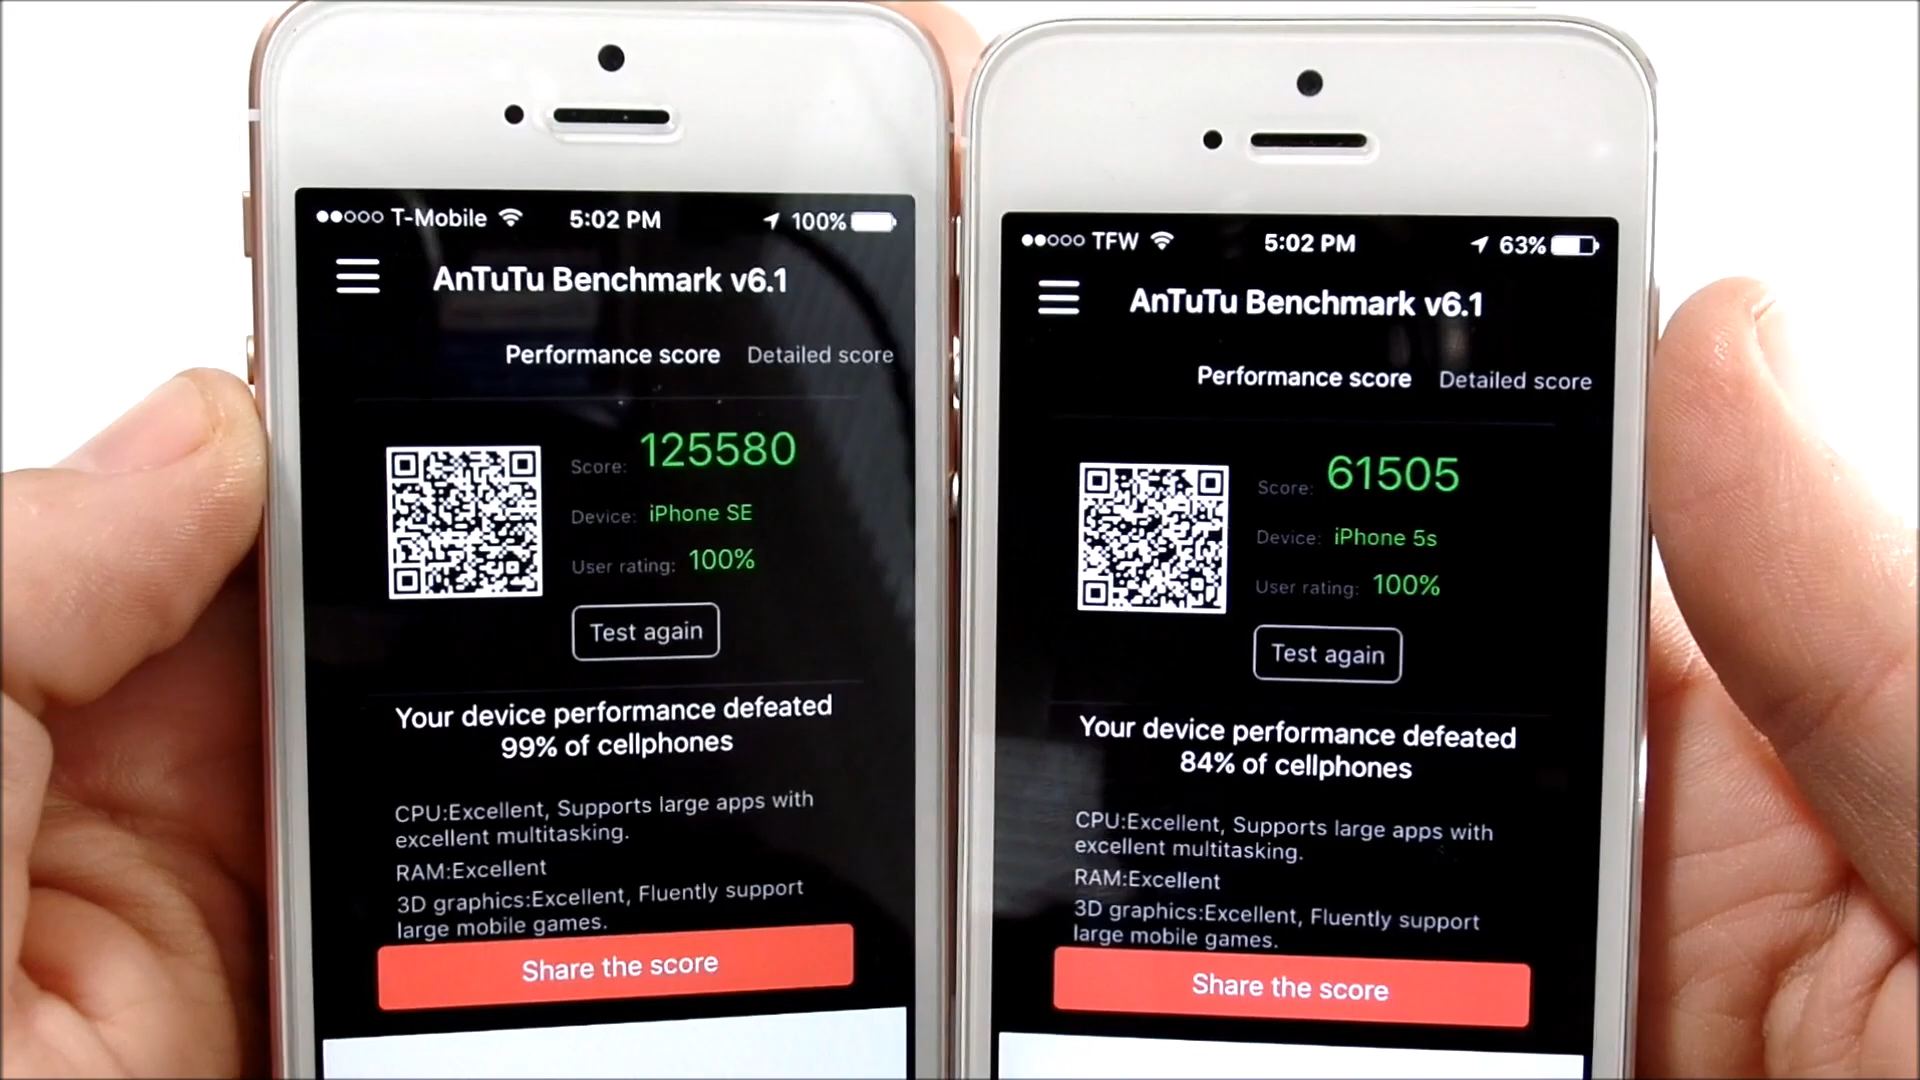 T-Mobile 5:02 PM 100%
AnTuTu Benchmark v6.1
Performance score Detailed score
Score: 125580
Device: iPhone SE
User rating: 100%
Test again
Your device performance defeated
99% of cellphones
CPU:Excellent, Supports large apps with
excellent multitasking.
RAM:Excellent
3D graphics:Excellent, Fluently support
large mobile games.
Share the score
TFW 5:02 PM 63%
AnTuTu Benchmark v6.1
Performance score Detailed score
Score: 61505
Device: iPhone 5s
User rating: 100%
Test again
Your device performance defeated
84% of cellphones
CPU:Excellent, Supports large apps with
excellent multitasking.
RAM:Excellent
3D graphics:Excellent, Fluently support
large mobile games.
Share the score